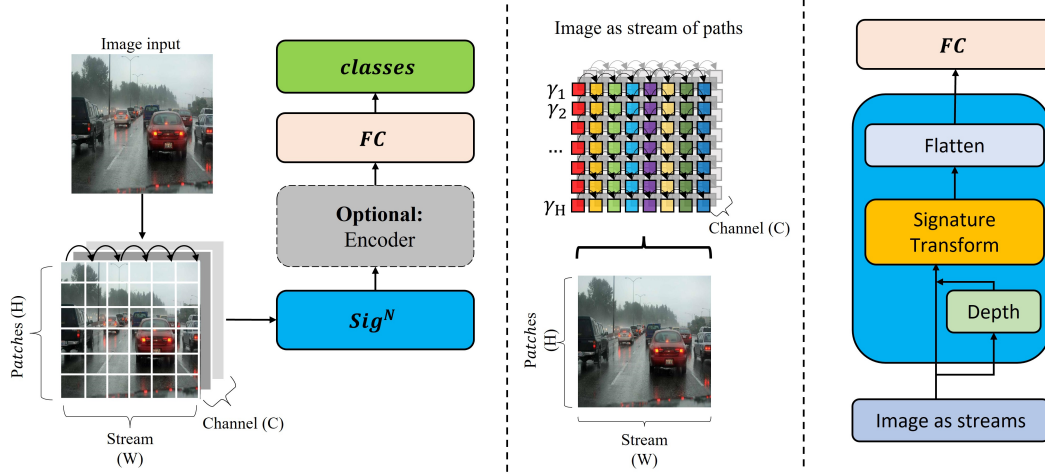 Image input
classes
FC
Optional:
Encoder
Sig^N
Patches (H)
Channel (C)
Stream
(W)
Image as stream of paths
γ₁
γ₂
...
γ_H
Channel (C)
Patches
(H)
Stream
(W)
FC
Flatten
Signature
Transform
Depth
Image as streams